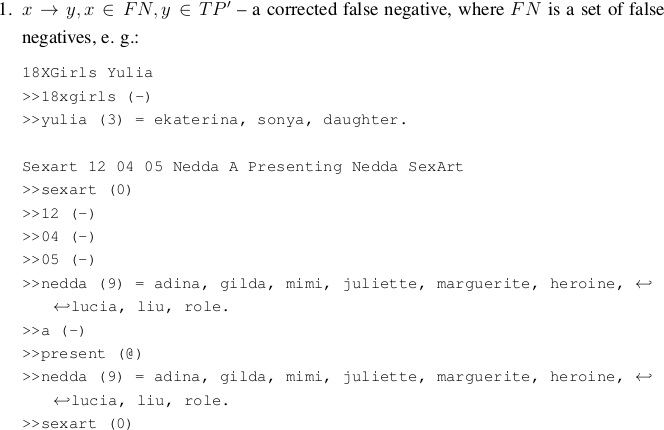 1. x → y, x ∈ FN, y ∈ TP′ – a corrected false negative, where FN is a set of false
negatives, e. g.:
18XGirls Yulia
>>18xgirls (-)
>>yulia (3) = ekaterina, sonya, daughter.
Sexart 12 04 05 Nedda A Presenting Nedda SexArt
>>sexart (0)
>>12 (-)
>>04 (-)
>>05 (-)
>>nedda (9) = adina, gilda, mimi, juliette, marguerite, heroine, ↩
↩lucia, liu, role.
>>a (-)
>>present (@)
>>nedda (9) = adina, gilda, mimi, juliette, marguerite, heroine, ↩
↩lucia, liu, role.
>>sexart (0)